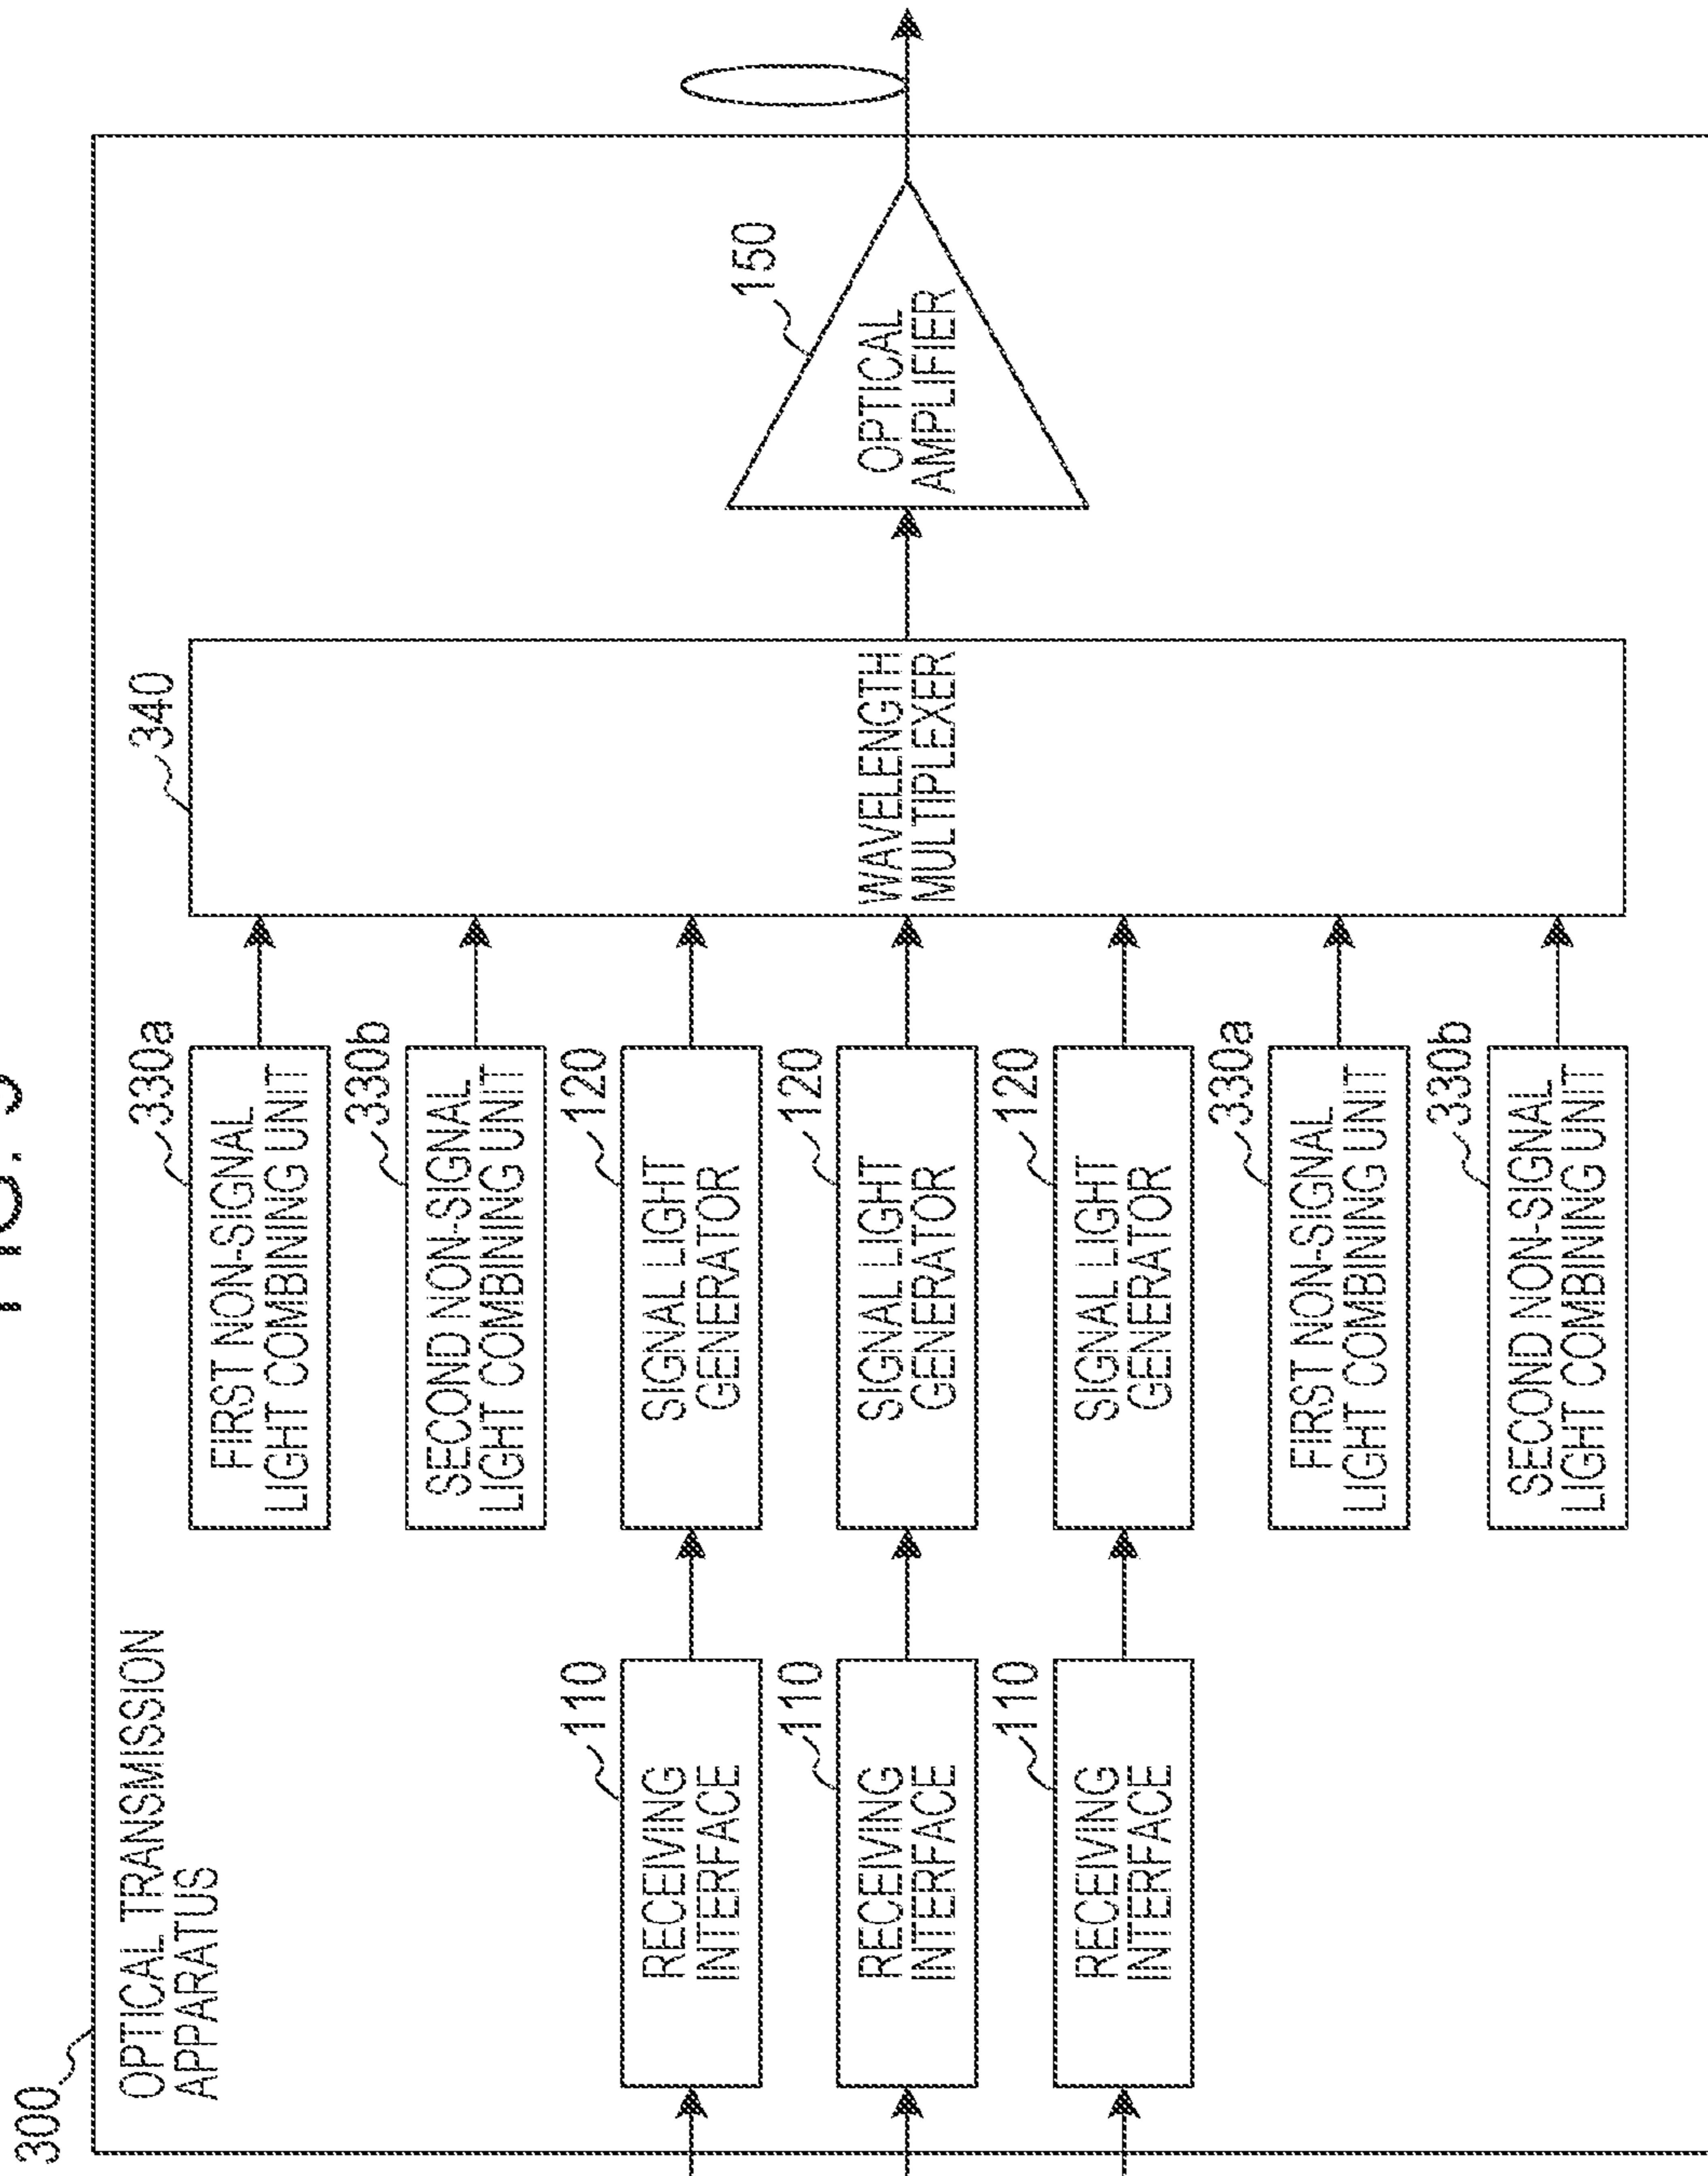 FIG.
300
OPTICAL TRANSMISSION
APPARATUS
330a
FIRST NON-SIGNAL
LIGHT COMBINING UNIT
330b
SECOND NON-SIGNAL
LIGHT COMBINING UNIT
110
RECEIVING
INTERFACE
120
SIGNAL LIGHT
GENERATOR
110
RECEIVING
INTERFACE
120
SIGNAL LIGHT
GENERATOR
110
RECEIVING
INTERFACE
120
SIGNAL LIGHT
GENERATOR
330a
FIRST NON-SIGNAL
LIGHT COMBINING UNIT
330b
SECOND NON-SIGNAL
LIGHT COMBINING UNIT
340
WAVELENGTH
MULTIPLEXER
150
OPTICAL
AMPLIFIER